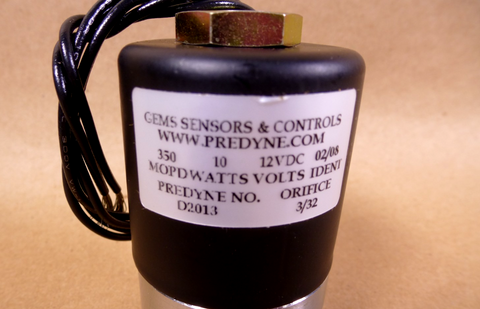 GEMS SENSORS & CONTROLS
WWW.PREDYNE.COM
350 10 12VDC 02/08
MOPD WATTS VOLTS IDENT
PREDYNE NO. ORIFICE
D2013 3/32